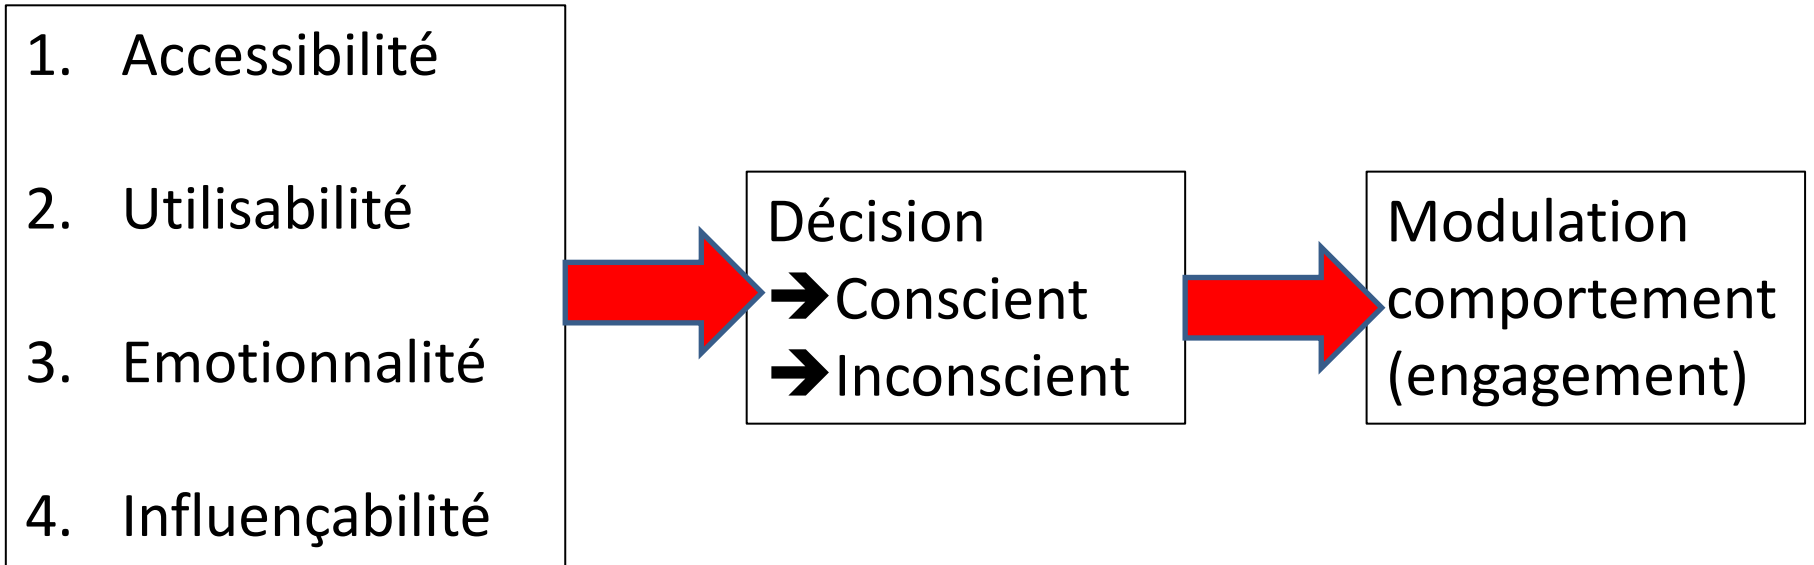 1. Accessibilité
2. Utilisabilité
3. Emotionnalité
4. Influençabilité
Décision
➔Conscient
➔Inconscient
Modulation
comportement
(engagement)